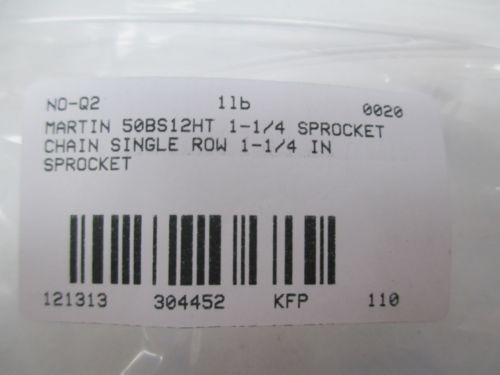 NO-Q2 1lb 0020
MARTIN 50BS12HT 1-1/4 SPROCKET
CHAIN SINGLE ROW 1-1/4 IN
SPROCKET
121313 304452 KFP 110